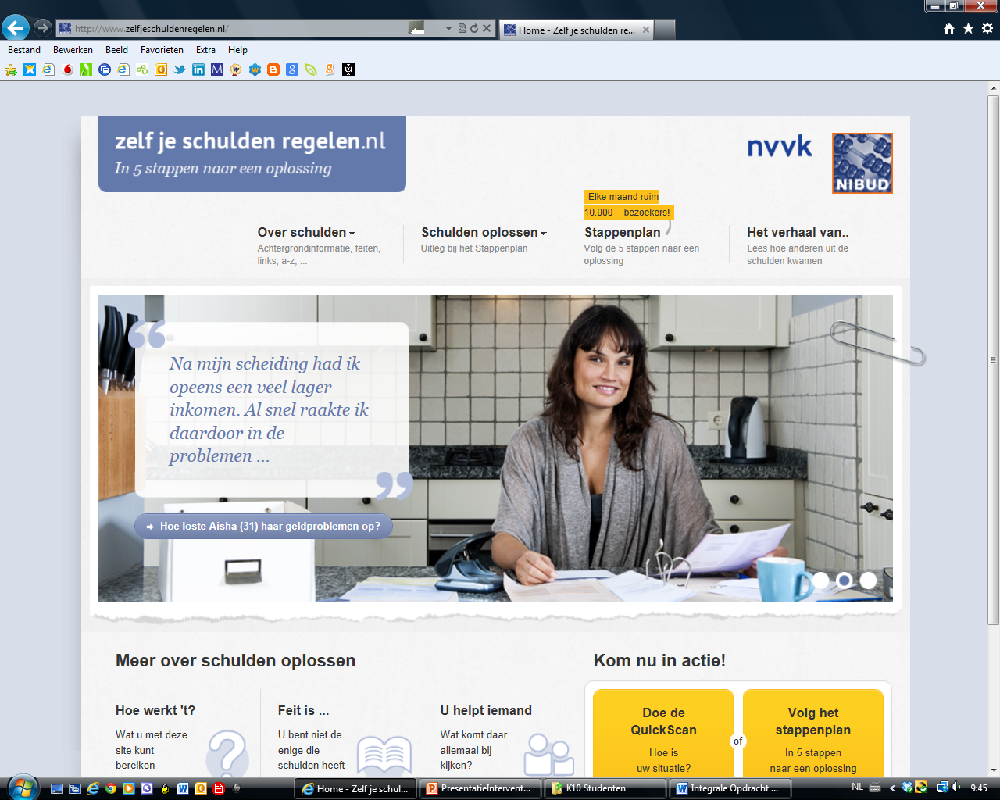 http://www.zelfjeschuldenregelen.nl/
Home - Zelf je schulden re...
Bestand Bewerken Beeld Favorieten Extra Help
zelf je schulden regelen.nl
In 5 stappen naar een oplossing
nvvk
NIBUD
Elke maand ruim
10.000 bezoekers!
Over schulden
Achtergrondinformatie, feiten,
links, a-z, ...
Schulden oplossen
Uitleg bij het Stappenplan
Stappenplan
Volg de 5 stappen naar een
oplossing
Het verhaal van..
Lees hoe anderen uit de
schulden kwamen
“
Na mijn scheiding had ik
opeens een veel lager
inkomen. Al snel raakte ik
daardoor in de
problemen ...
”
Hoe loste Aisha (31) haar geldproblemen op?
Meer over schulden oplossen
Hoe werkt 't?
Wat u met deze
site kunt
bereiken
Feit is ...
U bent niet de
enige die
schulden heeft
U helpt iemand
Wat komt daar
allemaal bij
kijken?
Kom nu in actie!
Doe de
QuickScan
Hoe is
uw situatie?
of
Volg het
stappenplan
In 5 stappen
naar een oplossing
Home - Zelf je schul...
PresentatieIntervent...
K10 Studenten
Integrale Opdracht ...
NL
9:45